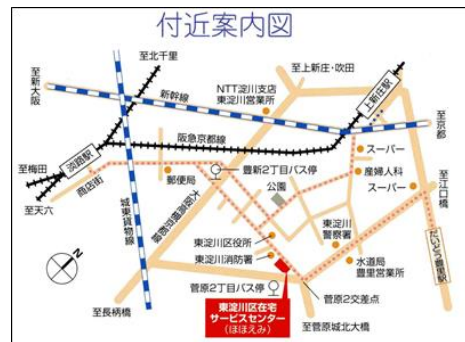 付近案内図
至北千里
至上新庄・吹田
至新大阪
新幹線
NTT淀川支店
東淀川営業所
上新庄駅
至京都
阪急京都線
淡路駅
至梅田
商店街
至天六
郵便局
豊新2丁目バス停
公園
スーパー
産婦人科
スーパー
至江口橋
城東貨物線
大阪高槻京都線
だいどう豊里駅
東淀川区役所
東淀川消防署
東淀川
警察署
水道局
豊里営業所
菅原2丁目バス停
菅原2交差点
N
至長柄橋
東淀川区在宅
サービスセンター
(ほほえみ)
至菅原城北大橋